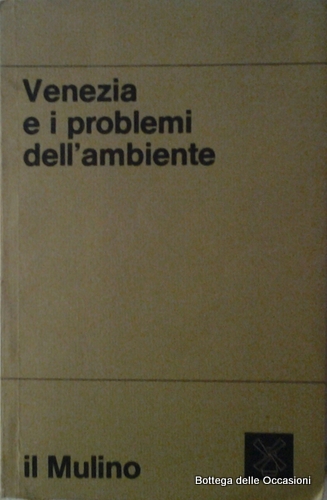 Venezia
e i problemi
dell'ambiente
il Mulino
Bottega delle Occasioni